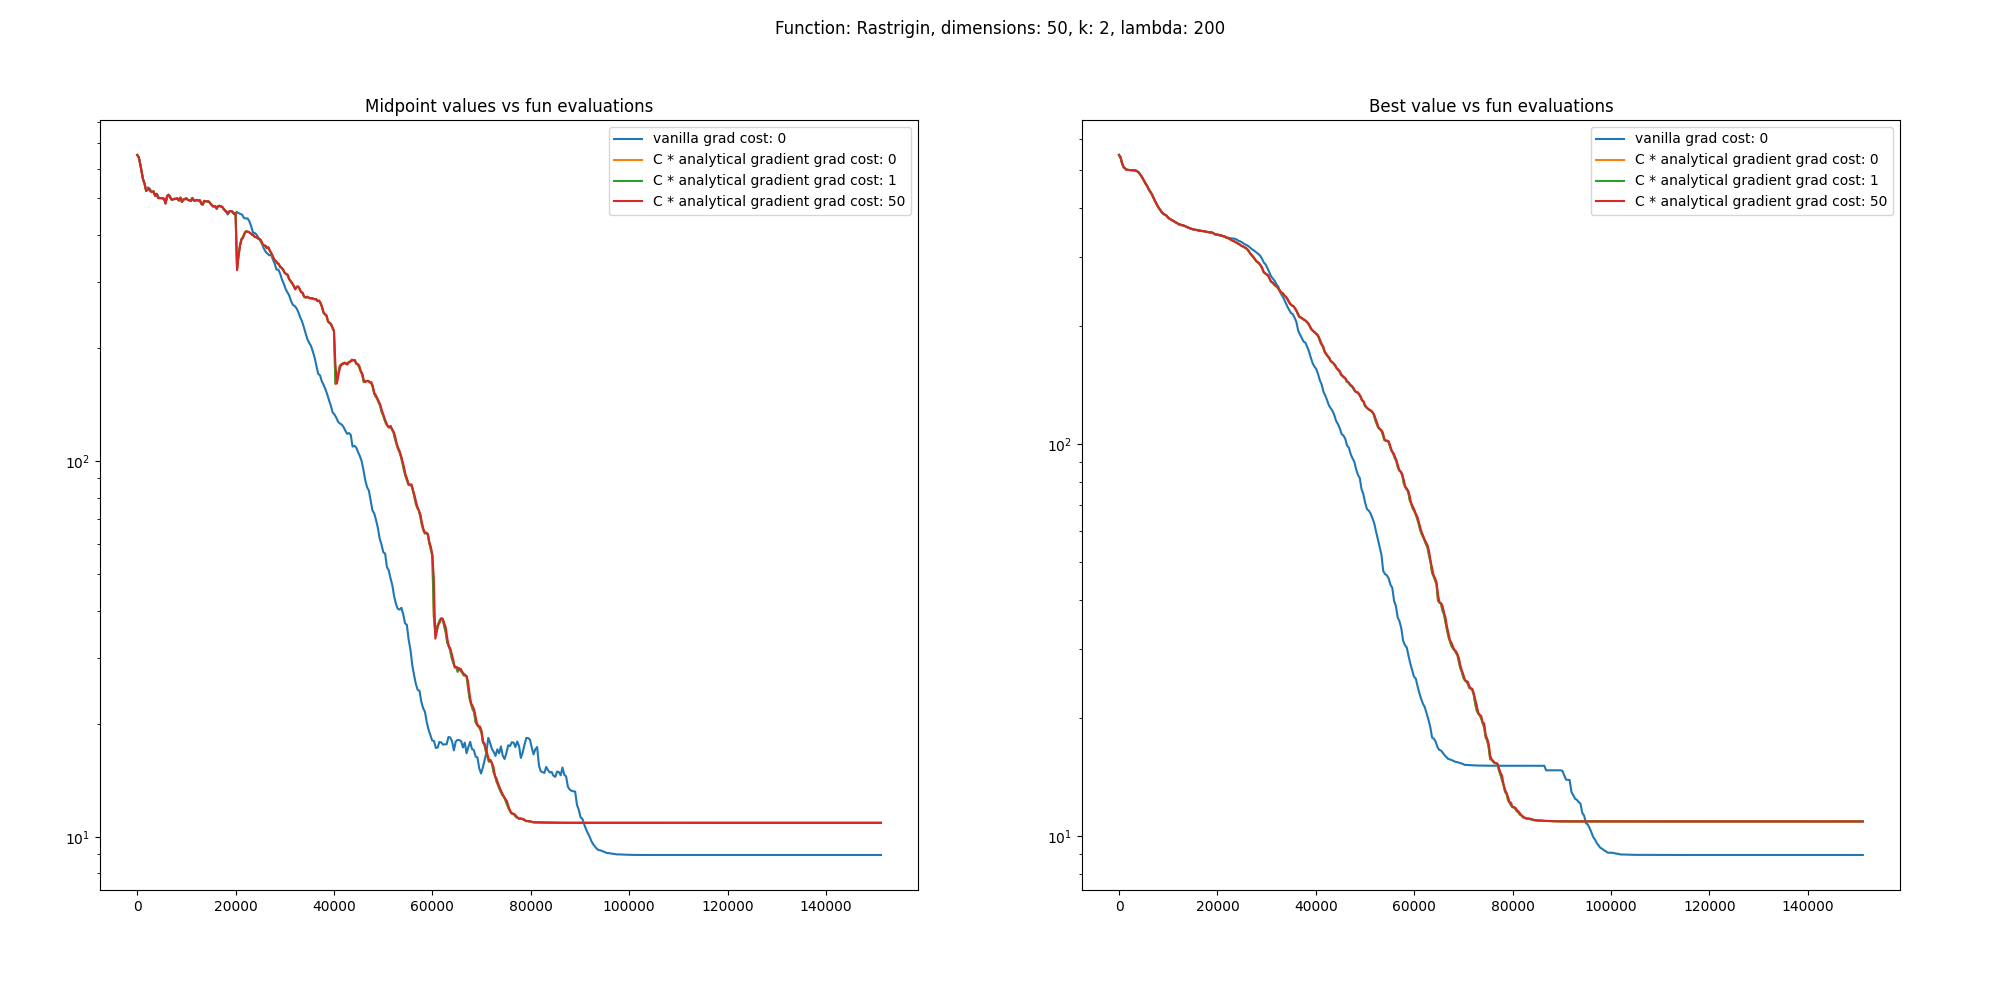 Function: Rastrigin, dimensions: 50, k: 2, lambda: 200
Midpoint values vs fun evaluations
vanilla grad cost: 0
C * analytical gradient grad cost: 0
C * analytical gradient grad cost: 1
C * analytical gradient grad cost: 50
10²
10¹
0 20000 40000 60000 80000 100000 120000 140000
Best value vs fun evaluations
vanilla grad cost: 0
C * analytical gradient grad cost: 0
C * analytical gradient grad cost: 1
C * analytical gradient grad cost: 50
10²
10¹
0 20000 40000 60000 80000 100000 120000 140000